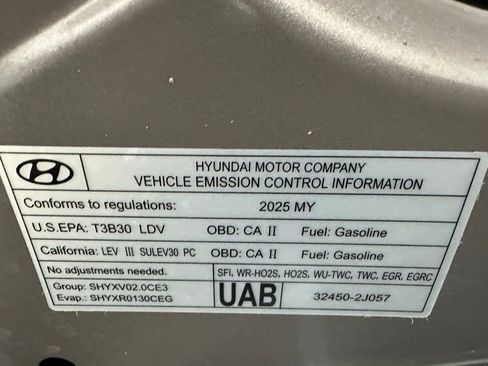 HYUNDAI MOTOR COMPANY
VEHICLE EMISSION CONTROL INFORMATION
Conforms to regulations: 2025 MY
U.S.EPA: T3B30 LDV OBD: CA II Fuel: Gasoline
California: LEV III SULEV30 PC OBD: CA II Fuel: Gasoline
No adjustments needed. SFI, WR-HO2S, HO2S, WU-TWC, TWC, EGR, EGRC
Group: SHYXV02.0CE3
Evap.: SHYXR0130CEG
UAB 32450-2J057